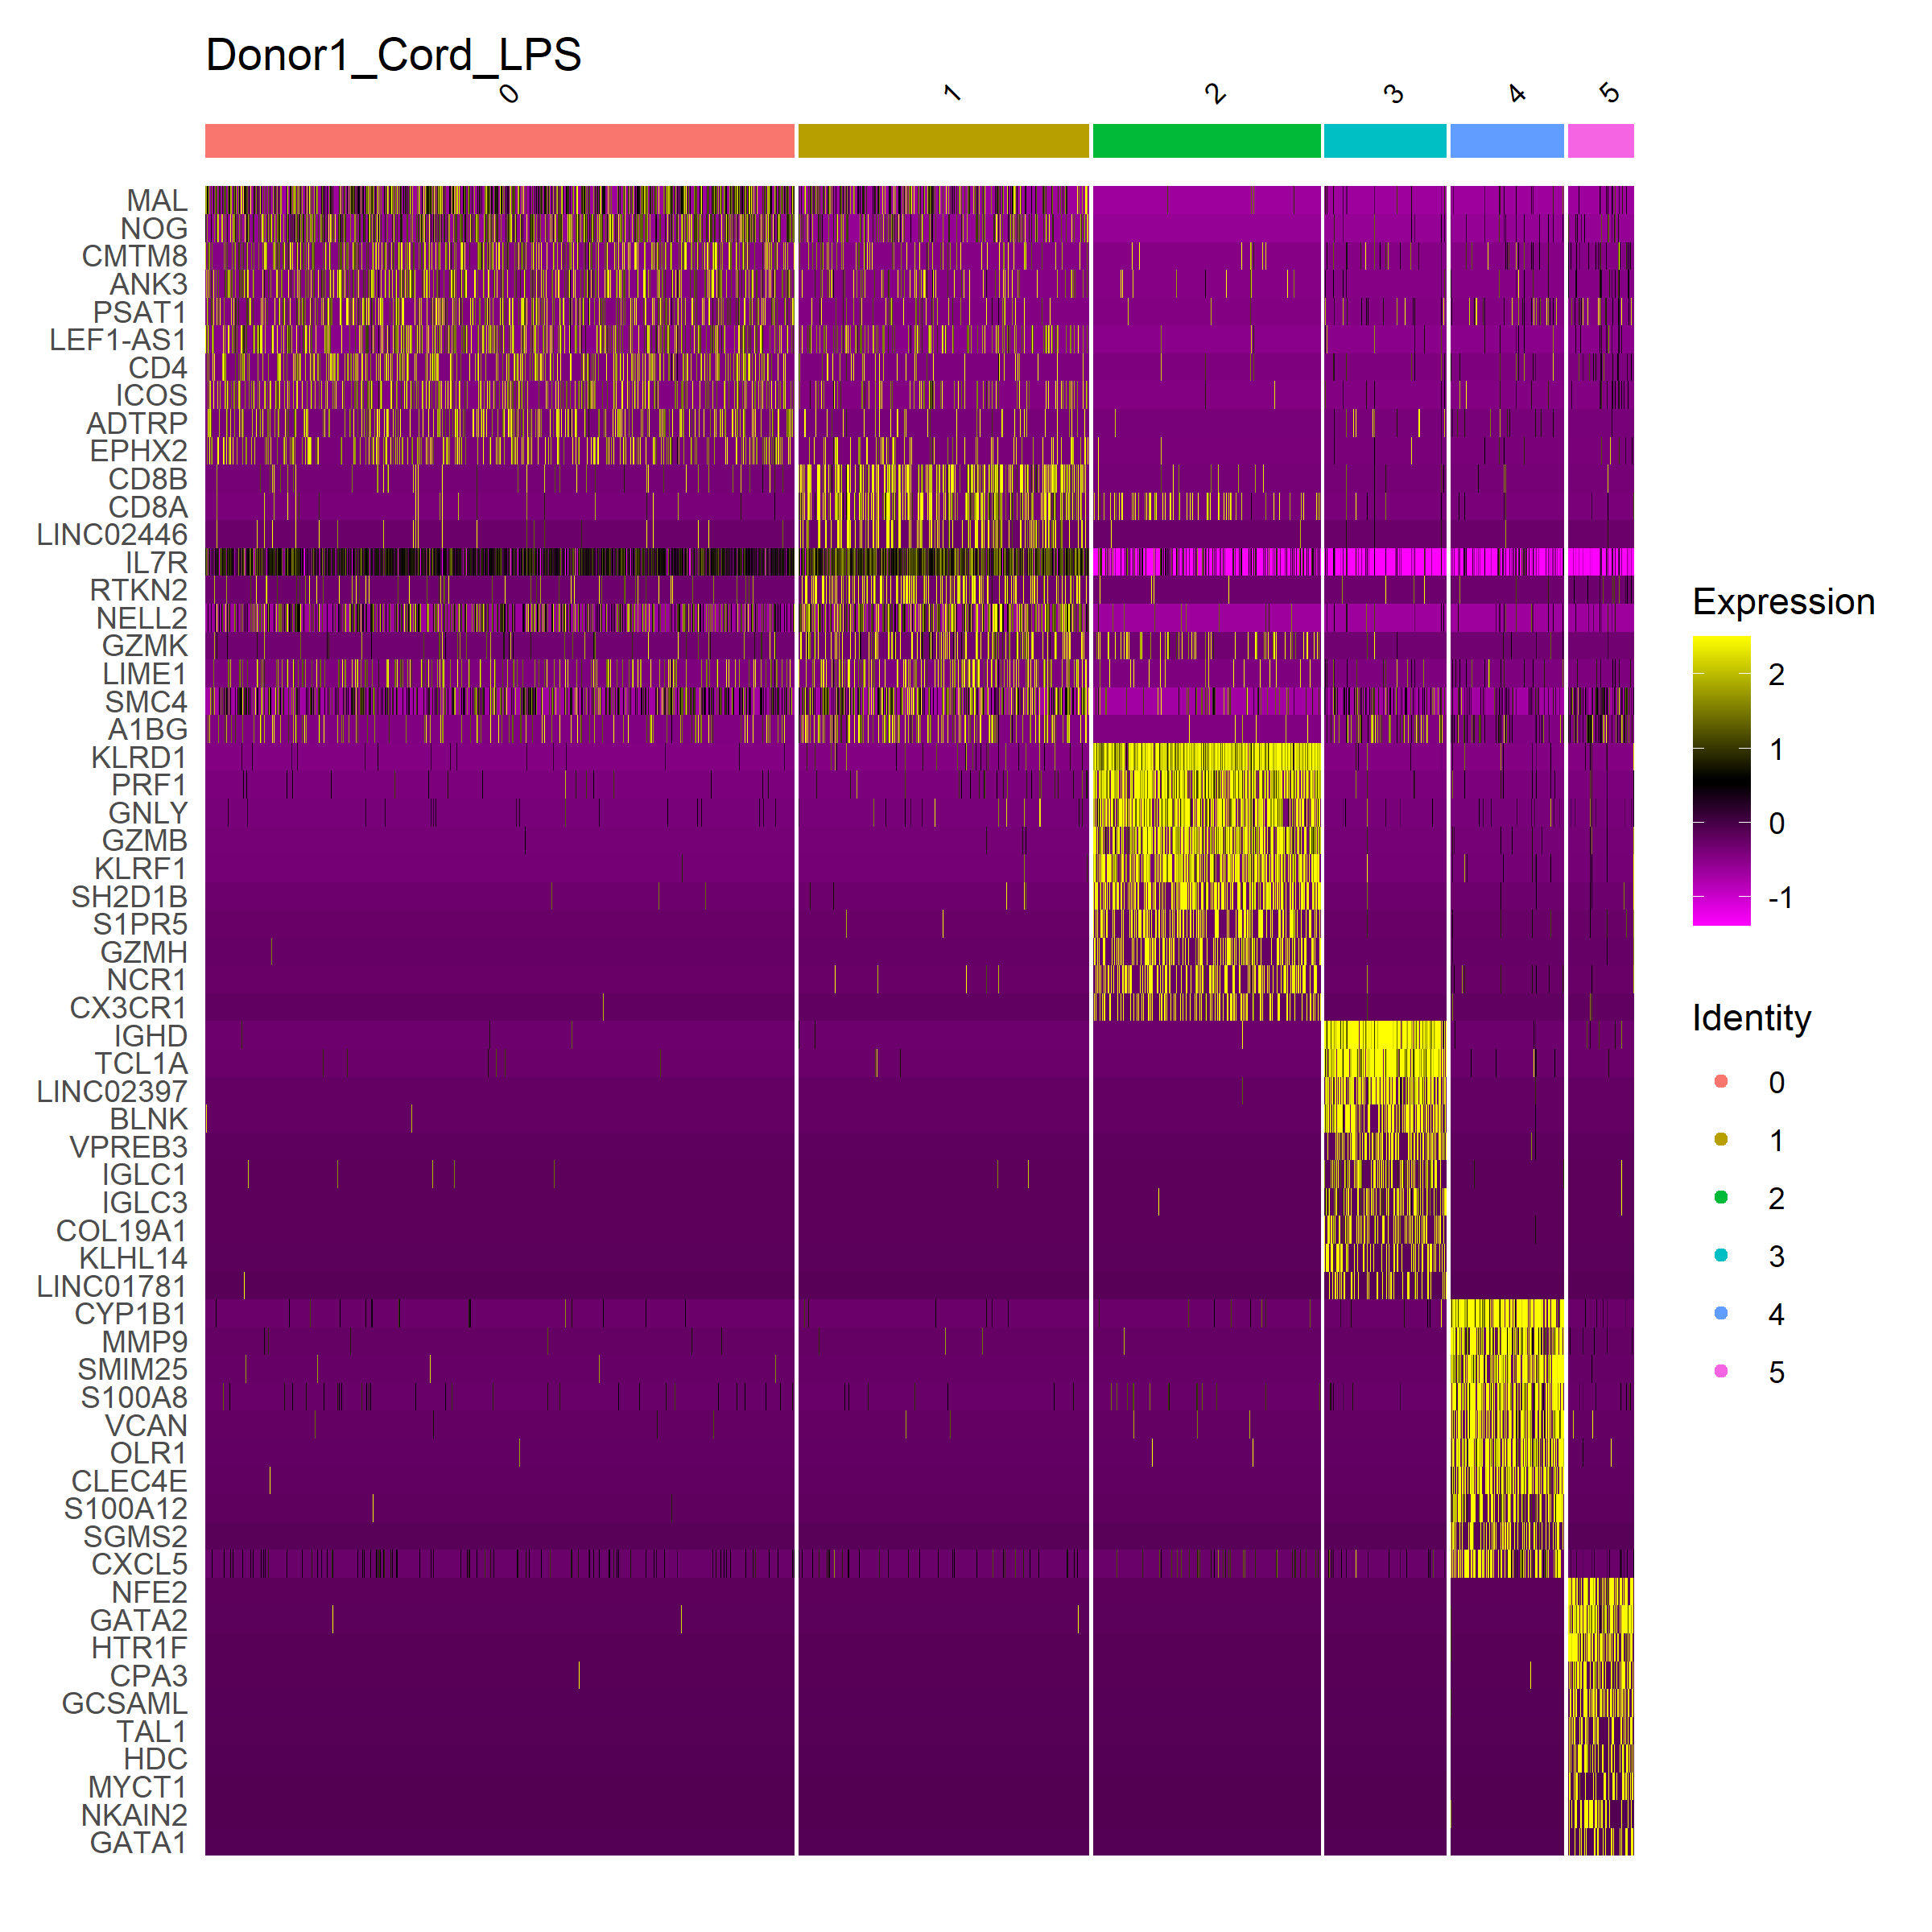 Donor1_Cord_LPS
0 1 2 3 4 5
MAL
NOG
CMTM8
ANK3
PSAT1
LEF1-AS1
CD4
ICOS
ADTRP
EPHX2
CD8B
CD8A
LINC02446
IL7R
RTKN2
NELL2
GZMK
LIME1
SMC4
A1BG
KLRD1
PRF1
GNLY
GZMB
KLRF1
SH2D1B
S1PR5
GZMH
NCR1
CX3CR1
IGHD
TCL1A
LINC02397
BLNK
VPREB3
IGLC1
IGLC3
COL19A1
KLHL14
LINC01781
CYP1B1
MMP9
SMIM25
S100A8
VCAN
OLR1
CLEC4E
S100A12
SGMS2
CXCL5
NFE2
GATA2
HTR1F
CPA3
GCSAML
TAL1
HDC
MYCT1
NKAIN2
GATA1
Expression
2
1
0
-1
Identity
0
1
2
3
4
5